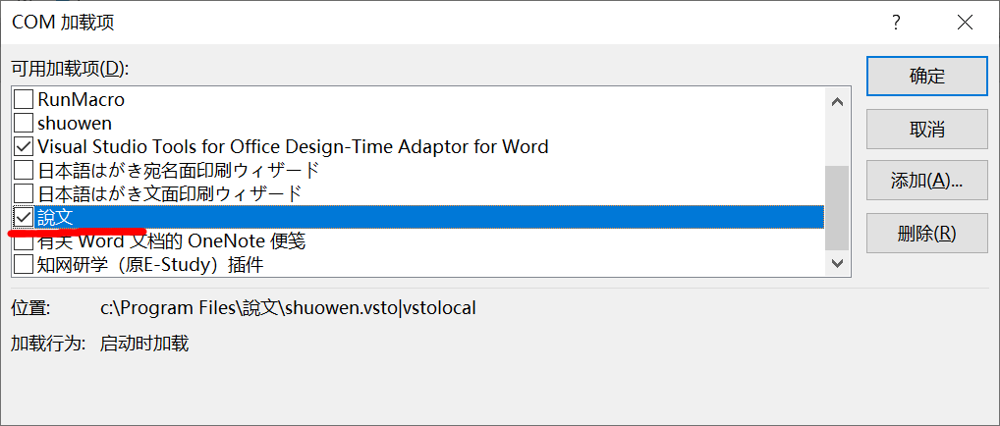 COM 加载项
?
可用加载项(D):
RunMacro
shuowen
Visual Studio Tools for Office Design-Time Adaptor for Word
日本語はがき宛名面印刷ウィザード
日本語はがき文面印刷ウィザード
說文
有关 Word 文档的 OneNote 便笺
知网研学（原E-Study）插件
确定
取消
添加(A)...
删除(R)
位置: c:\Program Files\說文\shuowen.vsto|vstolocal
加载行为: 启动时加载